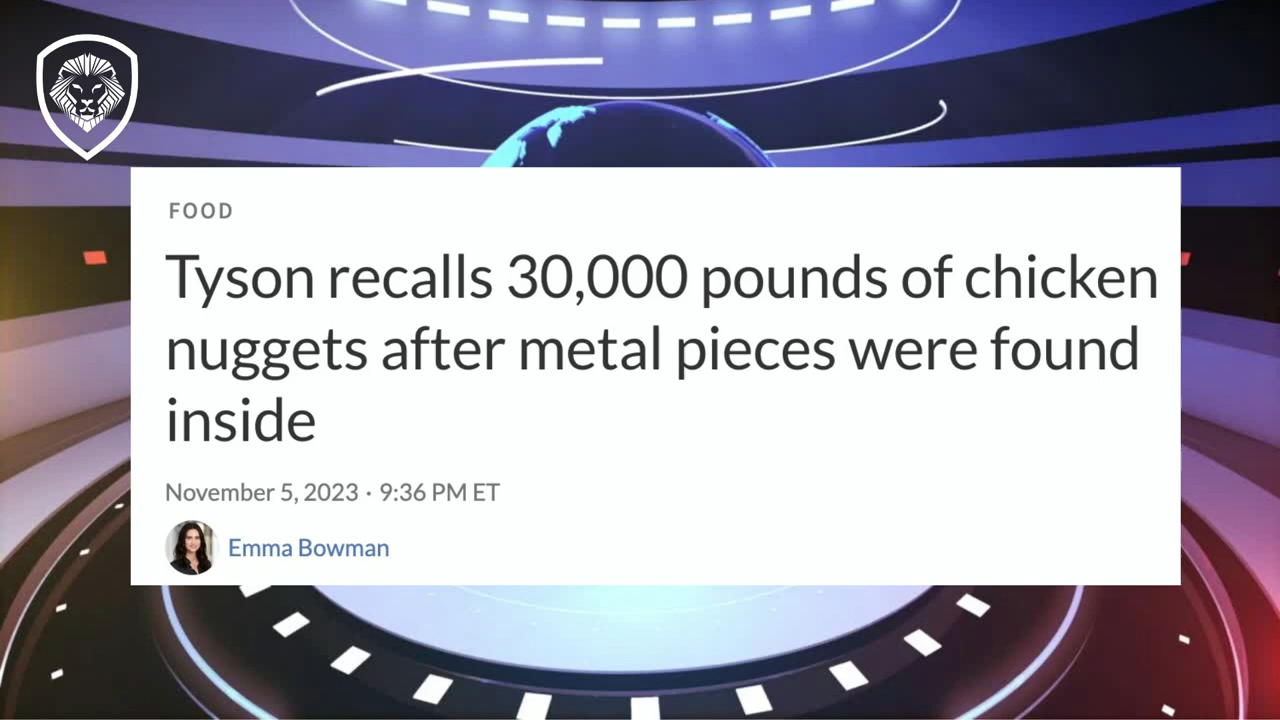 FOOD
Tyson recalls 30,000 pounds of chicken
nuggets after metal pieces were found
inside
November 5, 2023 · 9:36 PM ET
Emma Bowman